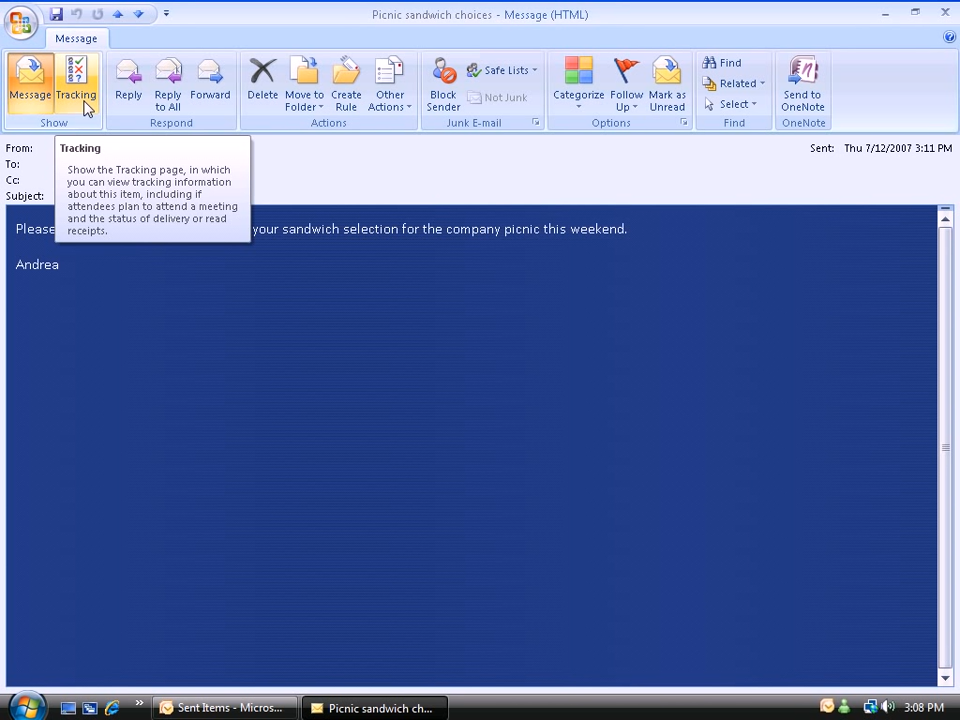 Picnic sandwich choices - Message (HTML)
Message
Message
Tracking
Reply
Reply to All
Forward
Delete
Move to Folder
Create Rule
Other Actions
Block Sender
Safe Lists
Not Junk
Categorize
Follow Up
Mark as Unread
Find
Related
Select
Send to OneNote
Show
Respond
Actions
Junk E-mail
Options
Find
OneNote
From:
Sent: Thu 7/12/2007 3:11 PM
To:
Cc:
Subject:
Tracking
Show the Tracking page, in which
you can view tracking information
about this item, including if
attendees plan to attend a meeting
and the status of delivery or read
receipts.
Please your sandwich selection for the company picnic this weekend.
Andrea
Sent Items - Micros...
Picnic sandwich ch...
3:08 PM